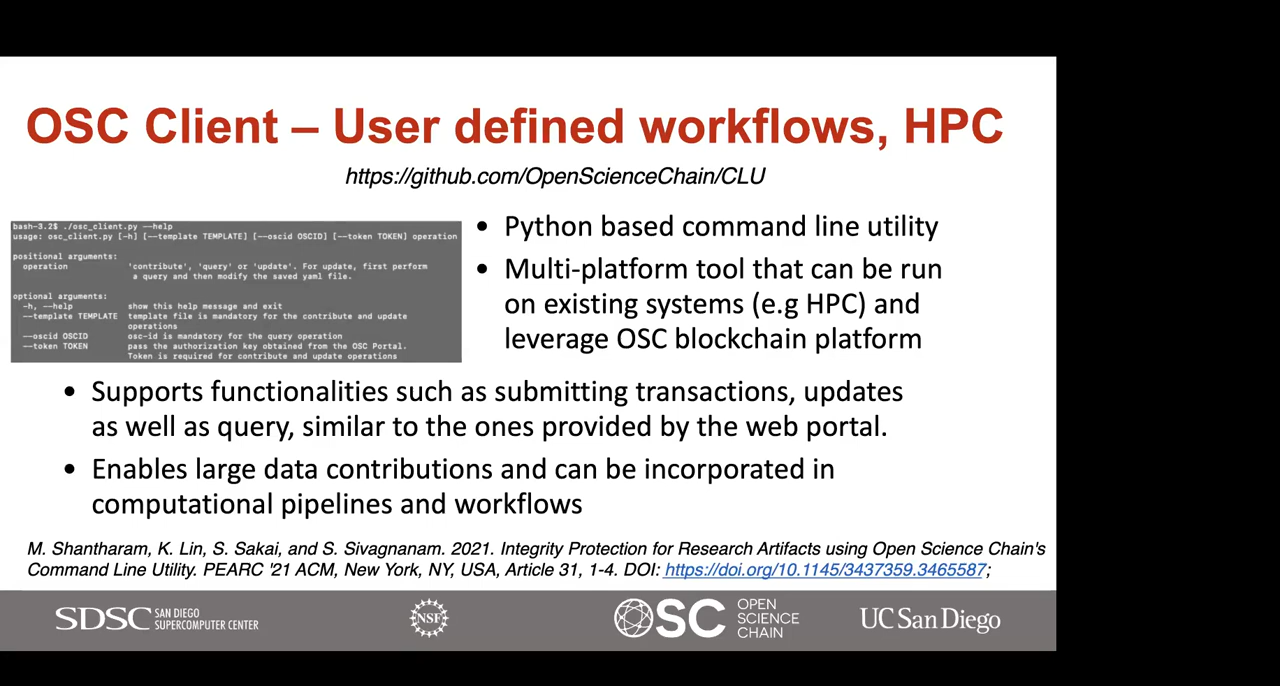 OSC Client – User defined workflows, HPC
https://github.com/OpenScienceChain/CLU
bash-3.2$ ./osc_client.py --help
usage: osc_client.py [-h] [--template TEMPLATE] [--oscid OSCID] [--token TOKEN] operation
positional arguments:
operation 'contribute', 'query' or 'update'. For update, first perform
a query and then modify the saved yaml file.
optional arguments:
-h, --help show this help message and exit
--template TEMPLATE template file is mandatory for the contribute and update
operations
--oscid OSCID osc-id is mandatory for the query operation
--token TOKEN pass the authorization key obtained from the OSC Portal.
Token is required for contribute and update operations
• Python based command line utility
• Multi-platform tool that can be run
on existing systems (e.g HPC) and
leverage OSC blockchain platform
• Supports functionalities such as submitting transactions, updates
as well as query, similar to the ones provided by the web portal.
• Enables large data contributions and can be incorporated in
computational pipelines and workflows
M. Shantharam, K. Lin, S. Sakai, and S. Sivagnanam. 2021. Integrity Protection for Research Artifacts using Open Science Chain's
Command Line Utility. PEARC '21 ACM, New York, NY, USA, Article 31, 1-4. DOI: https://doi.org/10.1145/3437359.3465587;
SDSC SAN DIEGO
SUPERCOMPUTER CENTER
NSF
OSC OPEN
SCIENCE
CHAIN
UC San Diego